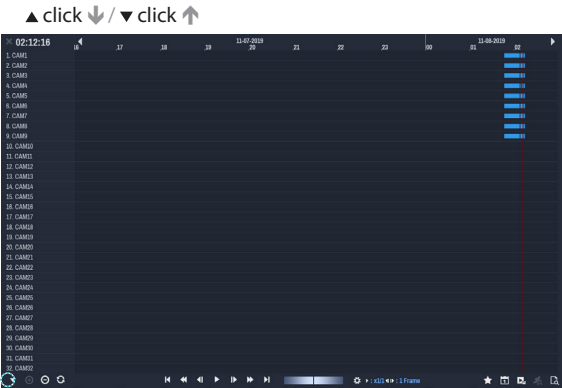 ▲ click ↓ / ▼ click ↑
02:12:16
11-07-2019 11-08-2019
16 17 18 19 20 21 22 23 00 01 02
1. CAM1
2. CAM2
3. CAM3
4. CAM4
5. CAM5
6. CAM6
7. CAM7
8. CAM8
9. CAM9
10. CAM10
11. CAM11
12. CAM12
13. CAM13
14. CAM14
15. CAM15
16. CAM16
17. CAM17
18. CAM18
19. CAM19
20. CAM20
21. CAM21
22. CAM22
23. CAM23
24. CAM24
25. CAM25
26. CAM26
27. CAM27
28. CAM28
29. CAM29
30. CAM30
31. CAM31
32. CAM32
: x1/1 : 1 Frame